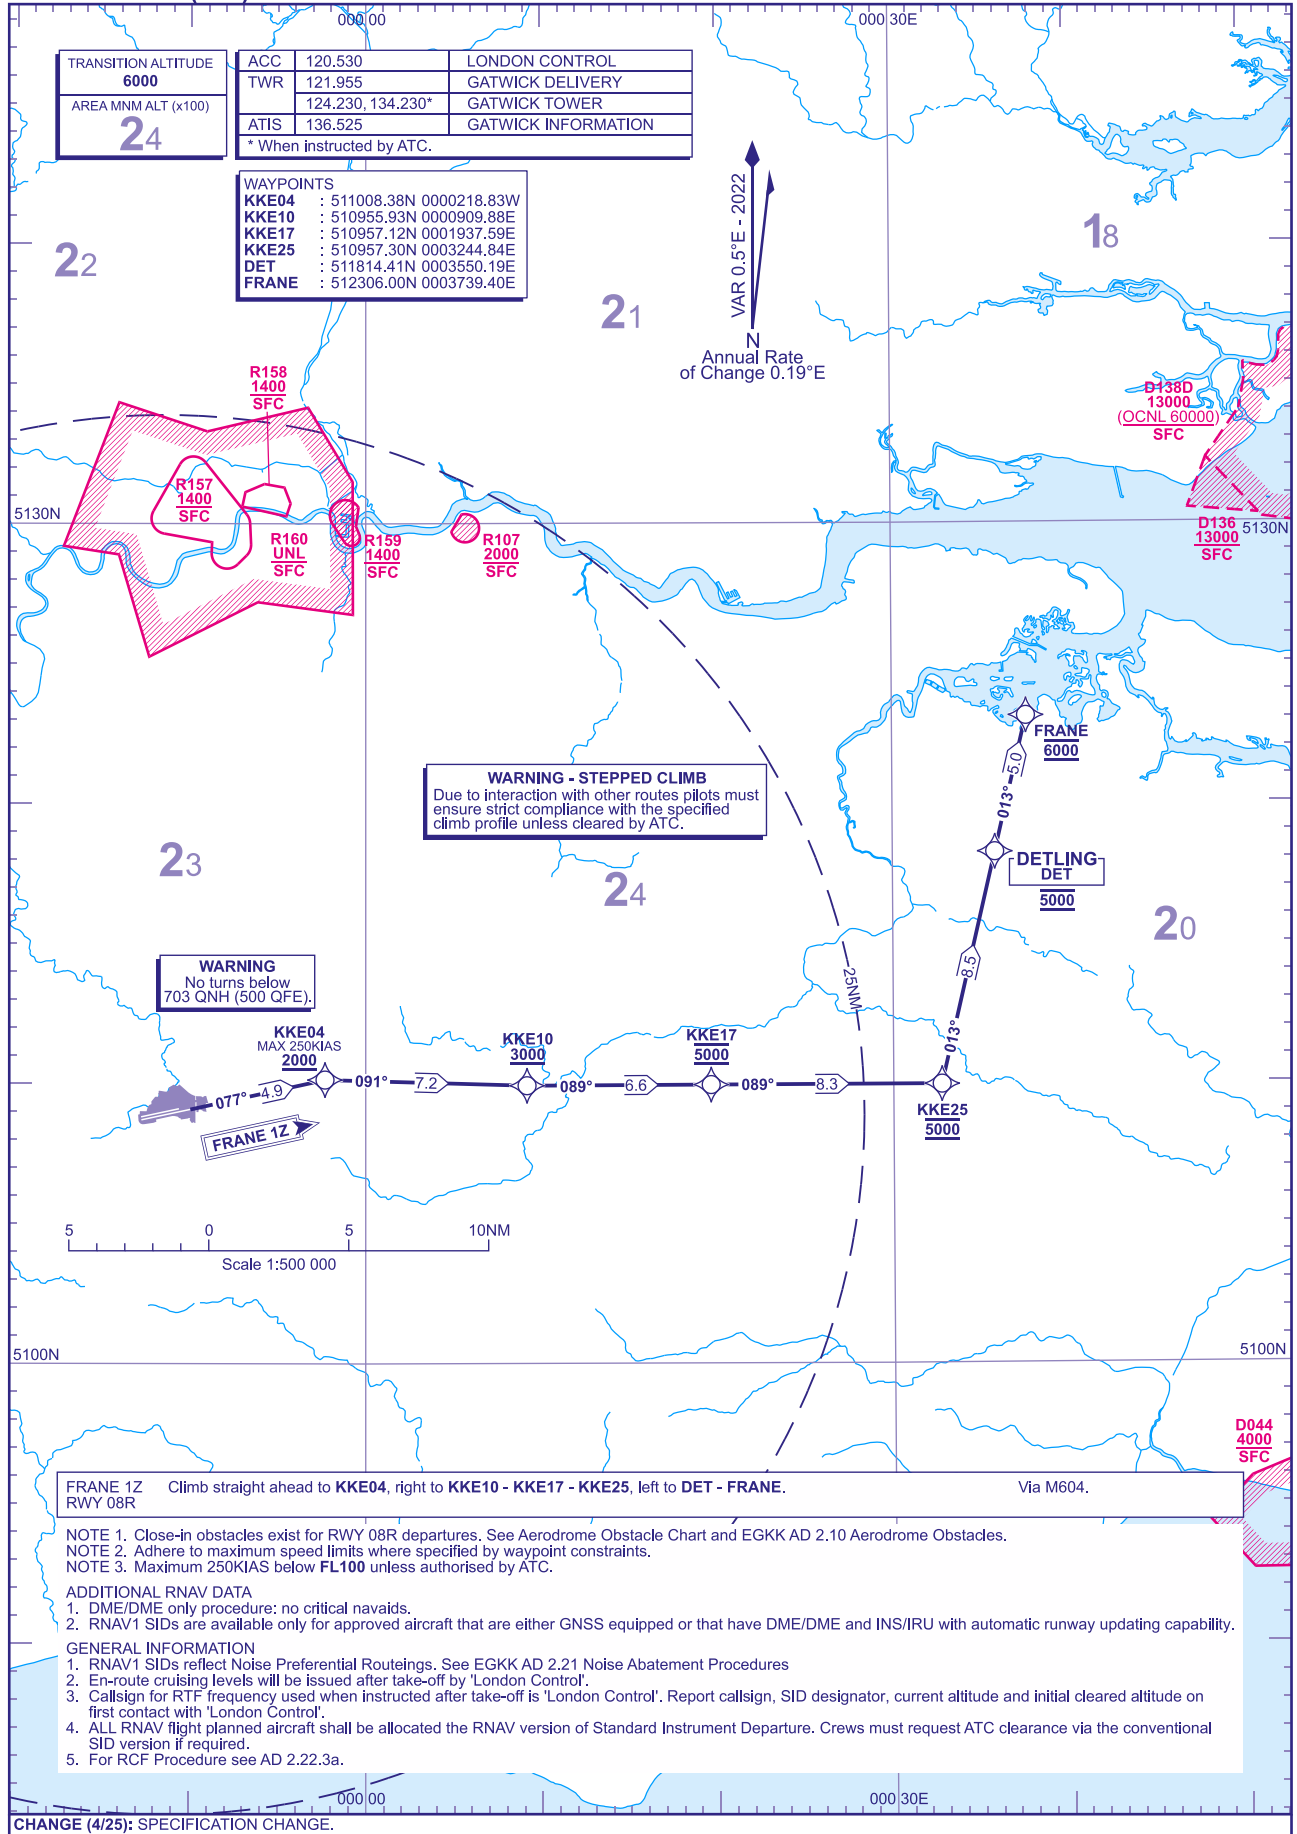 000 00
000 30E
TRANSITION ALTITUDE
6000
AREA MNM ALT (x100)
24
ACC 120.530 LONDON CONTROL
TWR 121.955 GATWICK DELIVERY
124.230, 134.230* GATWICK TOWER
ATIS 136.525 GATWICK INFORMATION
* When instructed by ATC.
WAYPOINTS
KKE04 : 511008.38N 0000218.83W
KKE10 : 510955.93N 0000909.88E
KKE17 : 510957.12N 0001937.59E
KKE25 : 510957.30N 0003244.84E
DET : 511814.41N 0003550.19E
FRANE : 512306.00N 0003739.40E
VAR 0.5°E - 2022
N
Annual Rate
of Change 0.19°E
22
21
18
R158
1400
SFC
R157
1400
SFC
R160
UNL
SFC
R159
1400
SFC
R107
2000
SFC
D138D
13000
(OCNL 60000)
SFC
D136
13000
SFC
5130N
5130N
FRANE
6000
5.0
013°
WARNING - STEPPED CLIMB
Due to interaction with other routes pilots must
ensure strict compliance with the specified
climb profile unless cleared by ATC.
DETLING
DET
5000
23
24
20
8.5
013°
25NM
WARNING
No turns below
703 QNH (500 QFE).
KKE04
MAX 250KIAS
2000
KKE10
3000
KKE17
5000
KKE25
5000
077°
4.9
091°
7.2
089°
6.6
089°
8.3
FRANE 1Z
5 0 5 10NM
Scale 1:500 000
5100N
5100N
D044
4000
SFC
FRANE 1Z Climb straight ahead to KKE04, right to KKE10 - KKE17 - KKE25, left to DET - FRANE. Via M604.
RWY 08R
NOTE 1. Close-in obstacles exist for RWY 08R departures. See Aerodrome Obstacle Chart and EGKK AD 2.10 Aerodrome Obstacles.
NOTE 2. Adhere to maximum speed limits where specified by waypoint constraints.
NOTE 3. Maximum 250KIAS below FL100 unless authorised by ATC.
ADDITIONAL RNAV DATA
1. DME/DME only procedure: no critical navaids.
2. RNAV1 SIDs are available only for approved aircraft that are either GNSS equipped or that have DME/DME and INS/IRU with automatic runway updating capability.
GENERAL INFORMATION
1. RNAV1 SIDs reflect Noise Preferential Routeings. See EGKK AD 2.21 Noise Abatement Procedures
2. En-route cruising levels will be issued after take-off by 'London Control'.
3. Callsign for RTF frequency used when instructed after take-off is 'London Control'. Report callsign, SID designator, current altitude and initial cleared altitude on
first contact with 'London Control'.
4. ALL RNAV flight planned aircraft shall be allocated the RNAV version of Standard Instrument Departure. Crews must request ATC clearance via the conventional
SID version if required.
5. For RCF Procedure see AD 2.22.3a.
000 00
000 30E
CHANGE (4/25): SPECIFICATION CHANGE.